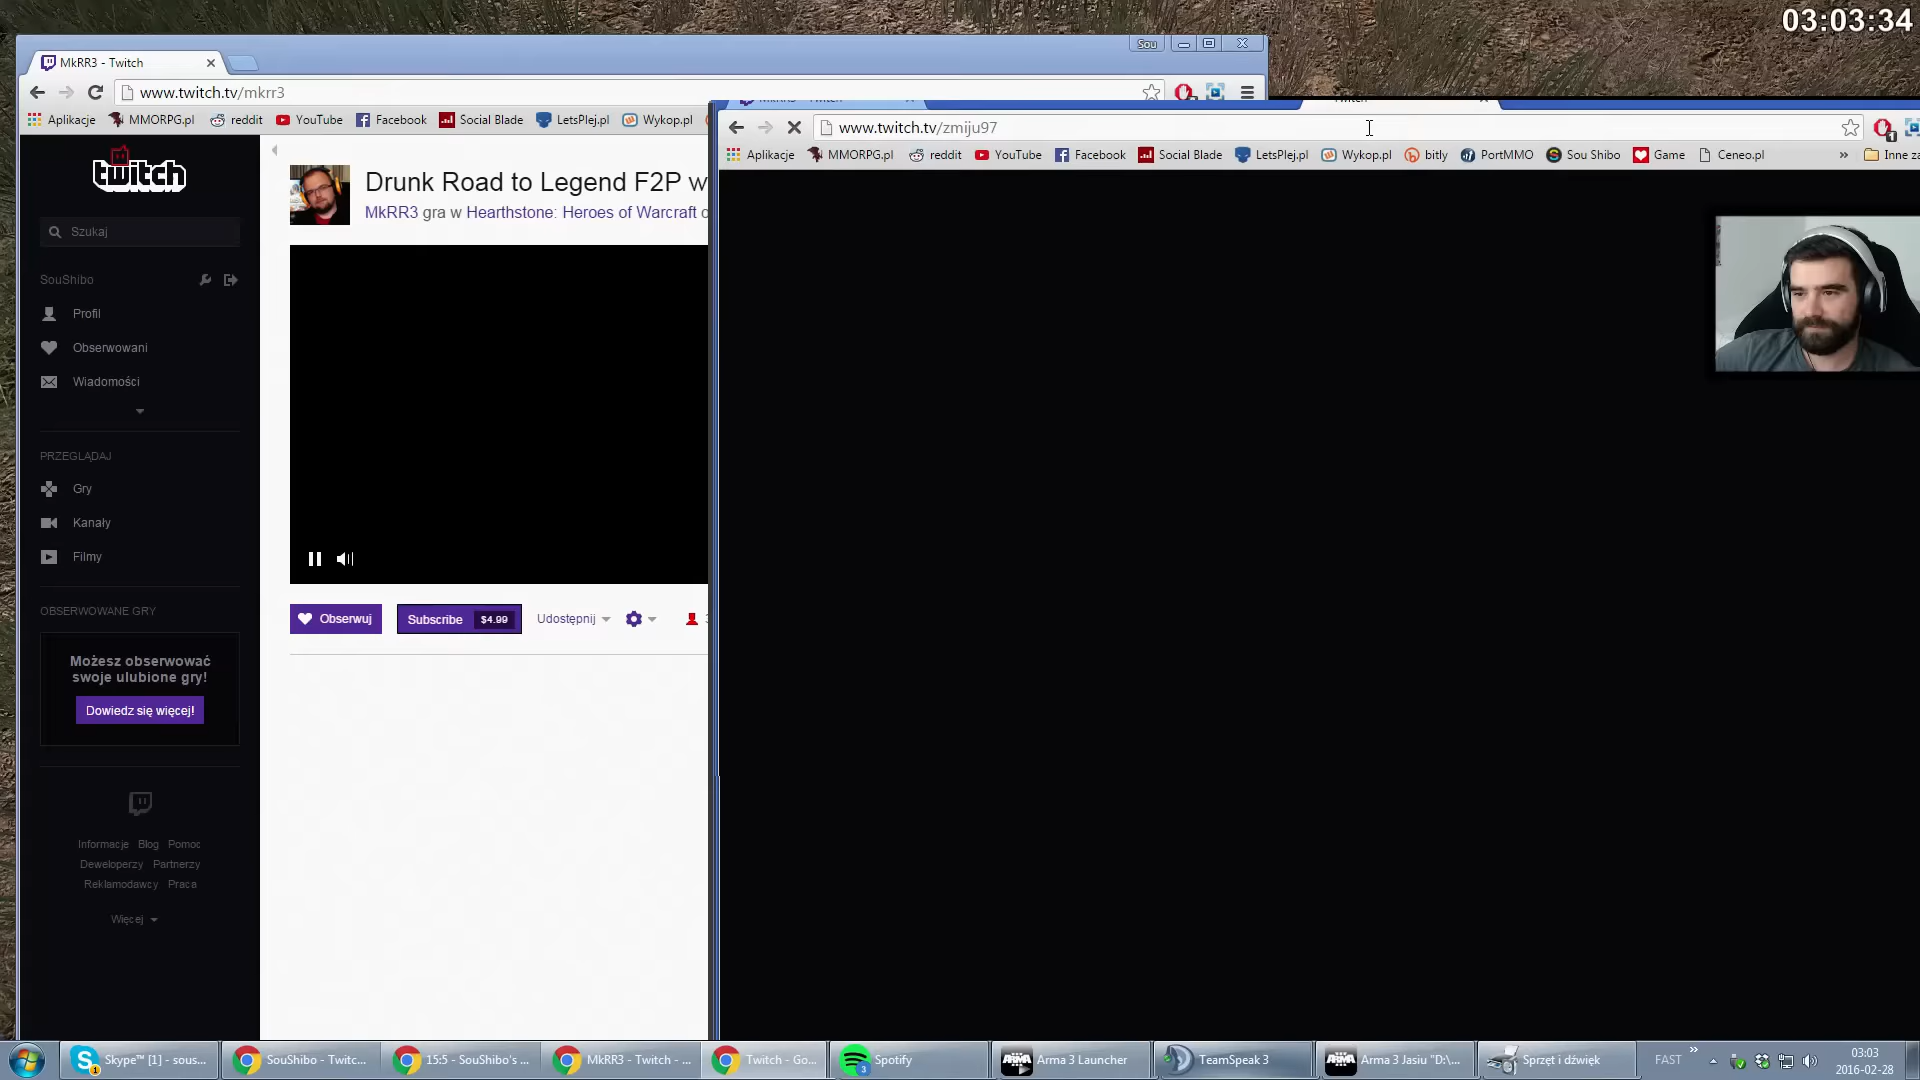 03:03:34
Sou
MkRR3 - Twitch
www.twitch.tv/mkrr3
Aplikacje MMORPG.pl reddit YouTube Facebook Social Blade LetsPlej.pl Wykop.pl
twitch
Szukaj
SouShibo
Profil
Obserwowani
Wiadomości
PRZEGLĄDAJ
Gry
Kanały
Filmy
OBSERWOWANE GRY
Możesz obserwować
swoje ulubione gry!
Dowiedz się więcej!
Informacje Blog Pomoc
Deweloperzy Partnerzy
Reklamodawcy Praca
Więcej
Drunk Road to Legend F2P w
MkRR3 gra w Hearthstone: Heroes of Warcraft o
Obserwuj
Subscribe $4.99
Udostępnij
MkRR3 - Twitch
Twitch
www.twitch.tv/zmiju97
1
Aplikacje MMORPG.pl reddit YouTube Facebook Social Blade LetsPlej.pl Wykop.pl bitly PortMMO Sou Shibo Game Ceneo.pl » Inne za
Skype™ [1] - sous...
SouShibo - Twitc...
15:5 - SouShibo's ...
MkRR3 - Twitch - ...
Twitch - Go...
Spotify
3
Arma 3 Launcher
TeamSpeak 3
Arma 3 Jasiu "D:\...
Sprzęt i dźwięk
FAST »
03:03
2016-02-28